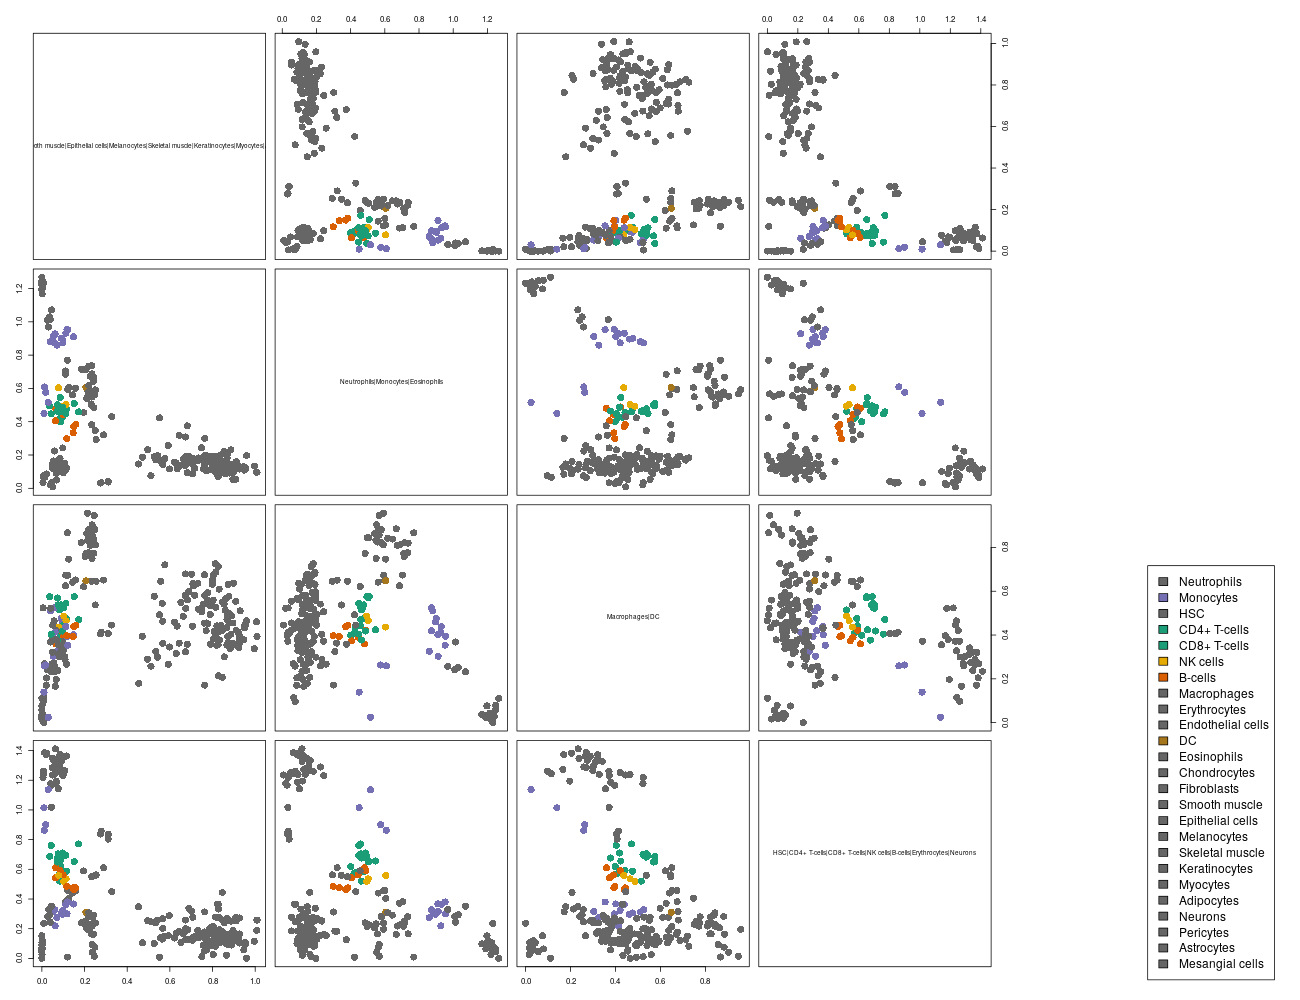 0.0 0.2 0.4 0.6 0.8 1.0 1.2
0.0 0.2 0.4 0.6 0.8 1.0 1.2 1.4
oth muscle|Epithelial cells|Melanocytes|Skeletal muscle|Keratinocytes|Myocytes|
0.0 0.2 0.4 0.6 0.8 1.0
0.0 0.2 0.4 0.6 0.8 1.0 1.2
Neutrophils|Monocytes|Eosinophils
Macrophages|DC
0.0 0.2 0.4 0.6 0.8
0.0 0.2 0.4 0.6 0.8 1.0 1.2 1.4
HSC|CD4+ T-cells|CD8+ T-cells|NK cells|B-cells|Erythrocytes|Neurons
0.0 0.2 0.4 0.6 0.8 1.0
0.0 0.2 0.4 0.6 0.8
Neutrophils
Monocytes
HSC
CD4+ T-cells
CD8+ T-cells
NK cells
B-cells
Macrophages
Erythrocytes
Endothelial cells
DC
Eosinophils
Chondrocytes
Fibroblasts
Smooth muscle
Epithelial cells
Melanocytes
Skeletal muscle
Keratinocytes
Myocytes
Adipocytes
Neurons
Pericytes
Astrocytes
Mesangial cells